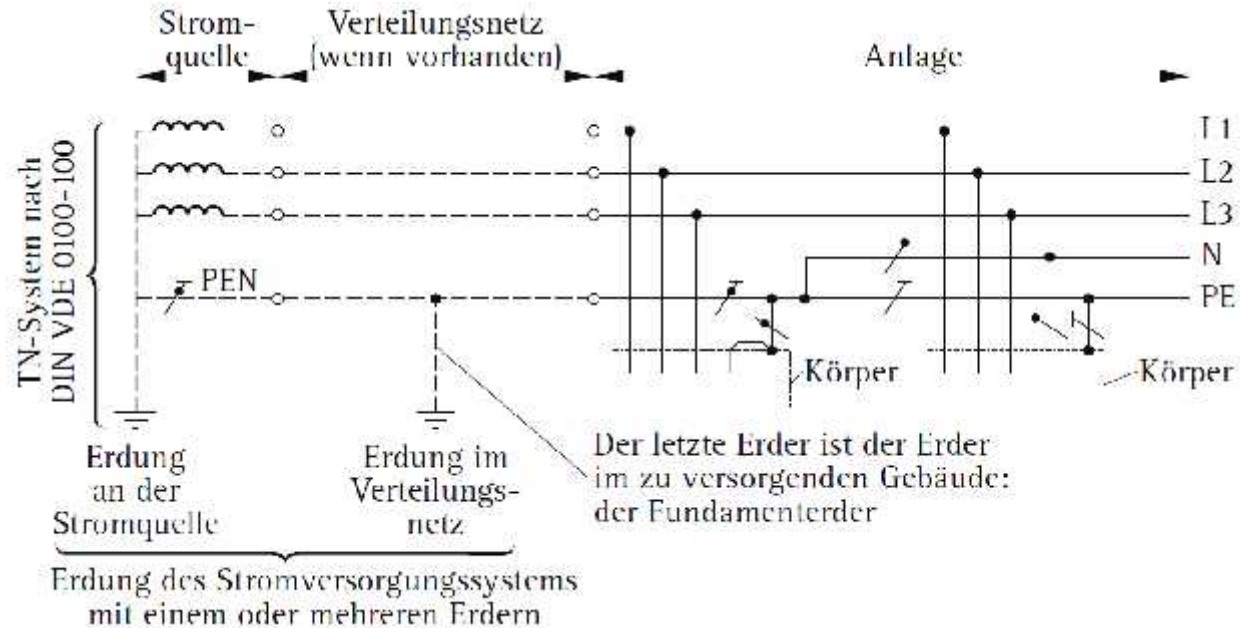 Strom-
quelle
Verteilungsnetz
(wenn vorhanden)
Anlage
TN-System nach
DIN VDE 0100-100
L1
L2
L3
N
PE
PEN
Körper
Körper
Erdung
an der
Stromquelle
Erdung im
Verteilungs-
netz
Der letzte Erder ist der Erder
im zu versorgenden Gebäude:
der Fundamenterder
Erdung des Stromversorgungssystems
mit einem oder mehreren Erdern